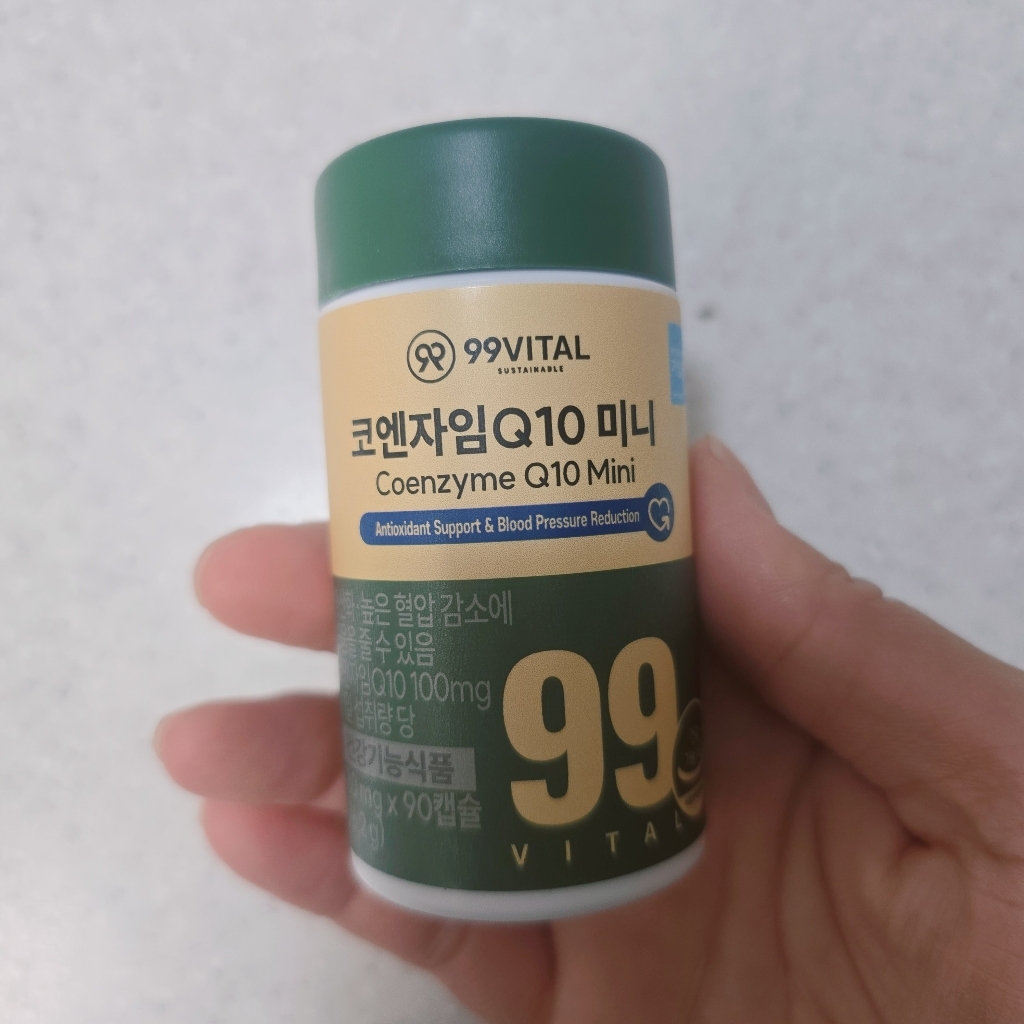 99VITAL
SUSTAINABLE
코엔자임Q10 미니
Coenzyme Q10 Mini
Antioxidant Support & Blood Pressure Reduction
높은 혈압 감소에
줄 수 있음
Q10 100mg
섭취량 당
건강기능식품
mg x 90캡슐
99
VITAL